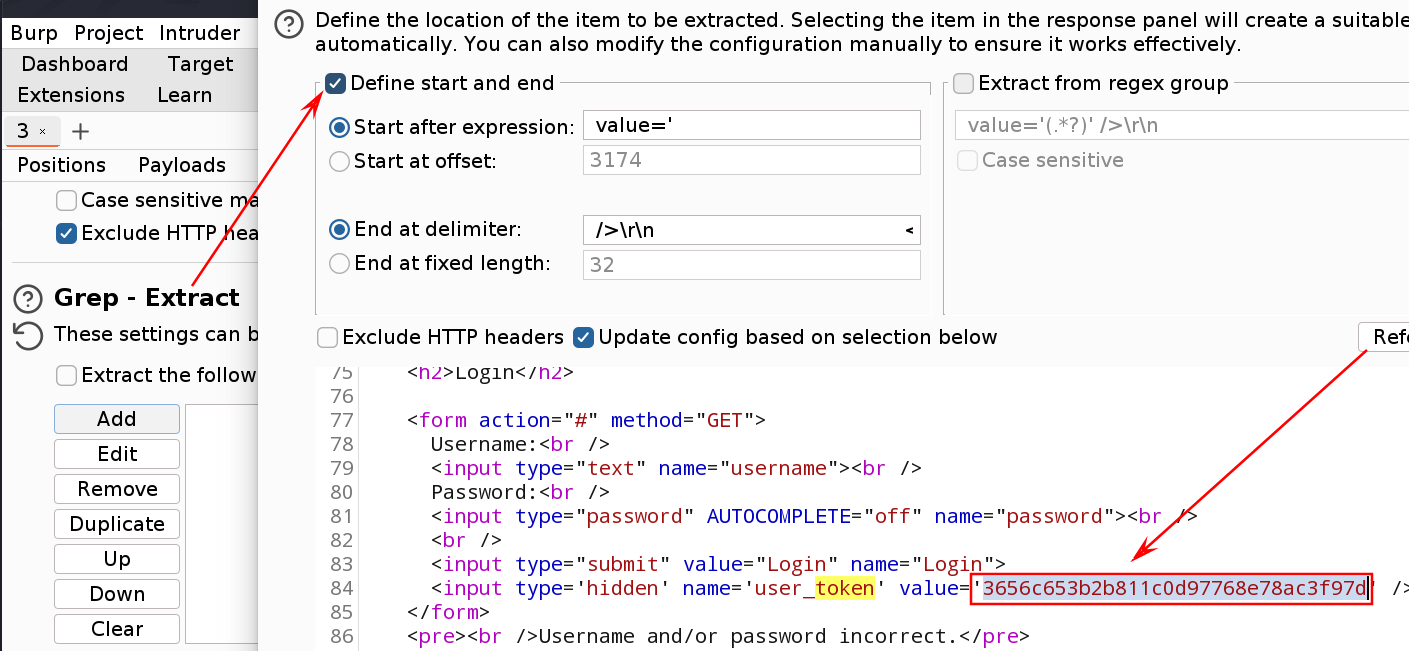 Burp Project Intruder
Dashboard Target
Extensions Learn
3 × +
Positions Payloads
Case sensitive ma
Exclude HTTP hea
Grep - Extract
These settings can b
Extract the follow
Add
Edit
Remove
Duplicate
Up
Down
Clear
Define the location of the item to be extracted. Selecting the item in the response panel will create a suitable
automatically. You can also modify the configuration manually to ensure it works effectively.
Define start and end
Start after expression: value='
Start at offset: 3174
End at delimiter: />\r\n <
End at fixed length: 32
Extract from regex group
value='(.*?)' />\r\n
Case sensitive
Exclude HTTP headers Update config based on selection below
Refe
75 <h2>Login</h2>
76
77 <form action="#" method="GET">
78 Username:<br />
79 <input type="text" name="username"><br />
80 Password:<br />
81 <input type="password" AUTOCOMPLETE="off" name="password"><br />
82 <br />
83 <input type="submit" value="Login" name="Login">
84 <input type='hidden' name='user_token' value='3656c653b2b811c0d97768e78ac3f97d' />
85 </form>
86 <pre><br />Username and/or password incorrect.</pre>